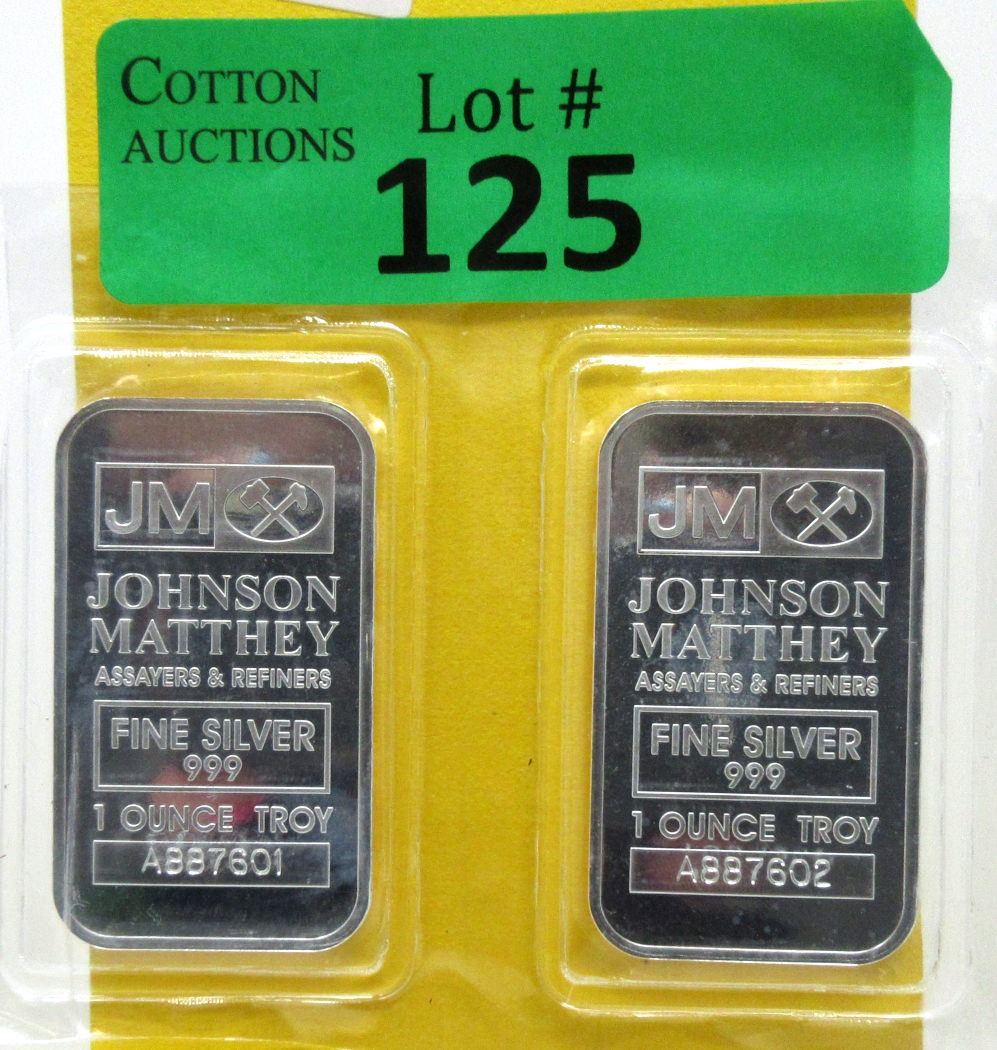 COTTON
AUCTIONS
Lot #
125
JM
JOHNSON
MATTHEY
ASSAYERS & REFINERS
FINE SILVER
999
1 OUNCE TROY
A887601
JM
JOHNSON
MATTHEY
ASSAYERS & REFINERS
FINE SILVER
999
1 OUNCE TROY
A887602